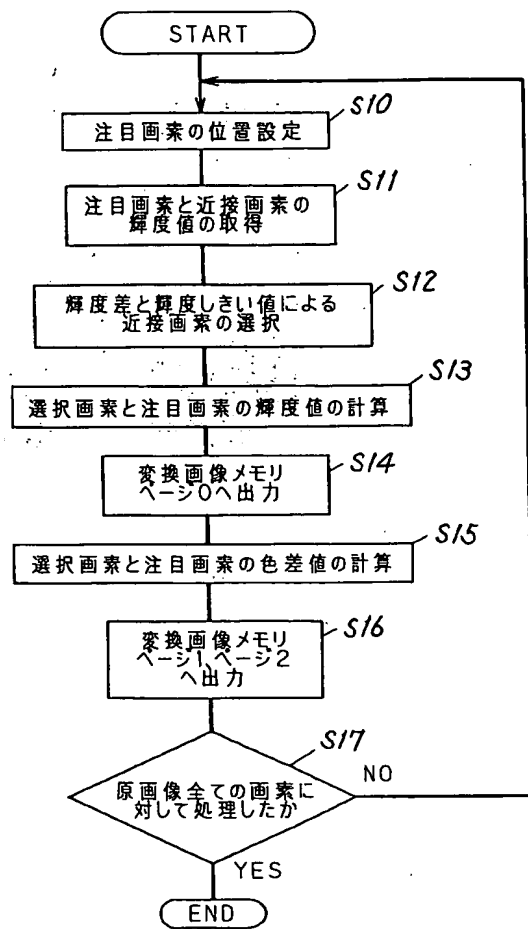 START
S10
注目画素の位置設定
S11
注目画素と近接画素の
輝度値の取得
S12
輝度差と輝度しきい値による
近接画素の選択
S13
選択画素と注目画素の輝度値の計算
S14
変換画像メモリ
ページ0へ出力
S15
選択画素と注目画素の色差値の計算
S16
変換画像メモリ
ページ1、ページ2
へ出力
S17
原画像全ての画素に
対して処理したか
NO
YES
END